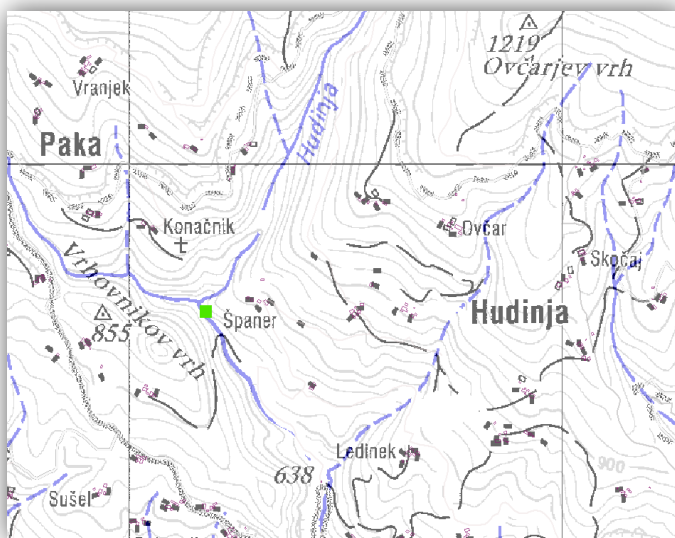 1219
Ovčarjev vrh
Vranjek
Hudinja
Paka
Konačnik
Ovčar
Skočaj
Vrhovnikov vrh
855
Španer
Hudinja
Ledinek
638
900
Sušel